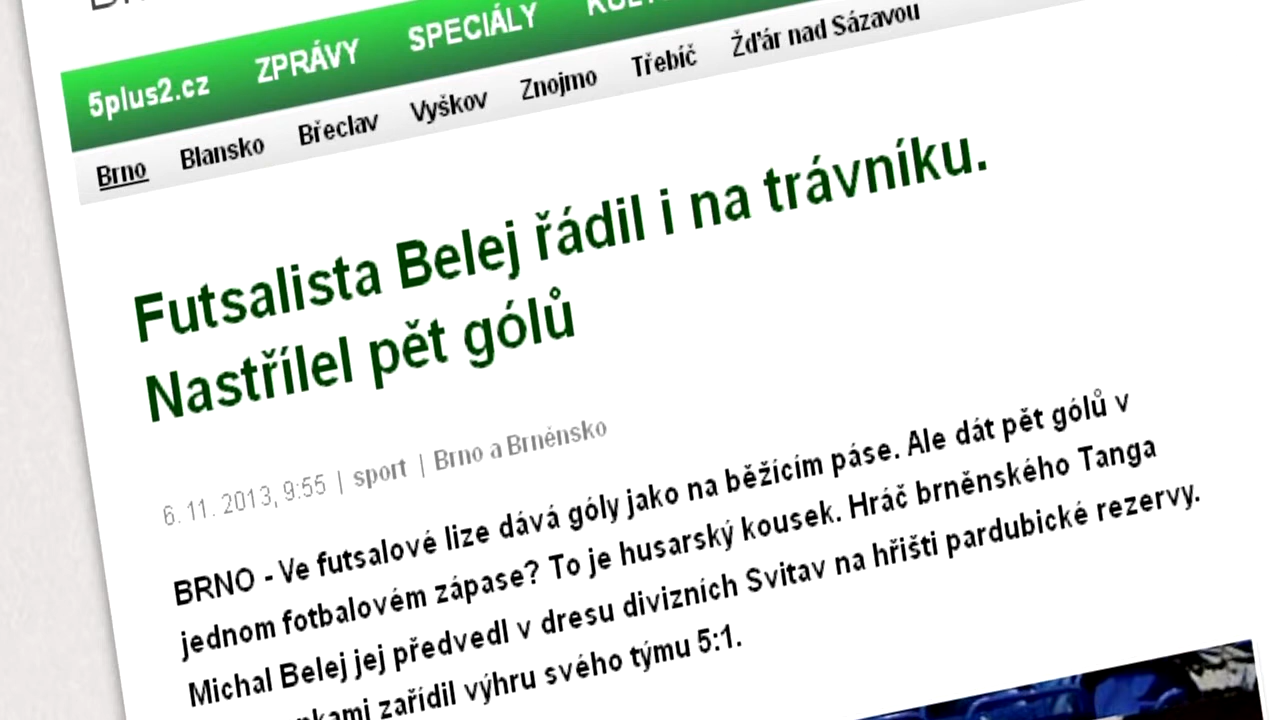 5plus2.cz ZPRÁVY SPECIÁLY
Brno Blansko Břeclav Vyškov Znojmo Třebíč Žďár nad Sázavou
Futsalista Belej řádil i na trávníku.
Nastřílel pět gólů
6. 11. 2013, 9:55 | sport | Brno a Brněnsko
BRNO - Ve futsalové lize dává góly jako na běžícím páse. Ale dát pět gólů v
jednom fotbalovém zápase? To je husarský kousek. Hráč brněnského Tanga
Michal Belej jej předvedl v dresu divizních Svitav na hřišti pardubické rezervy.
zařídil výhru svého týmu 5:1.